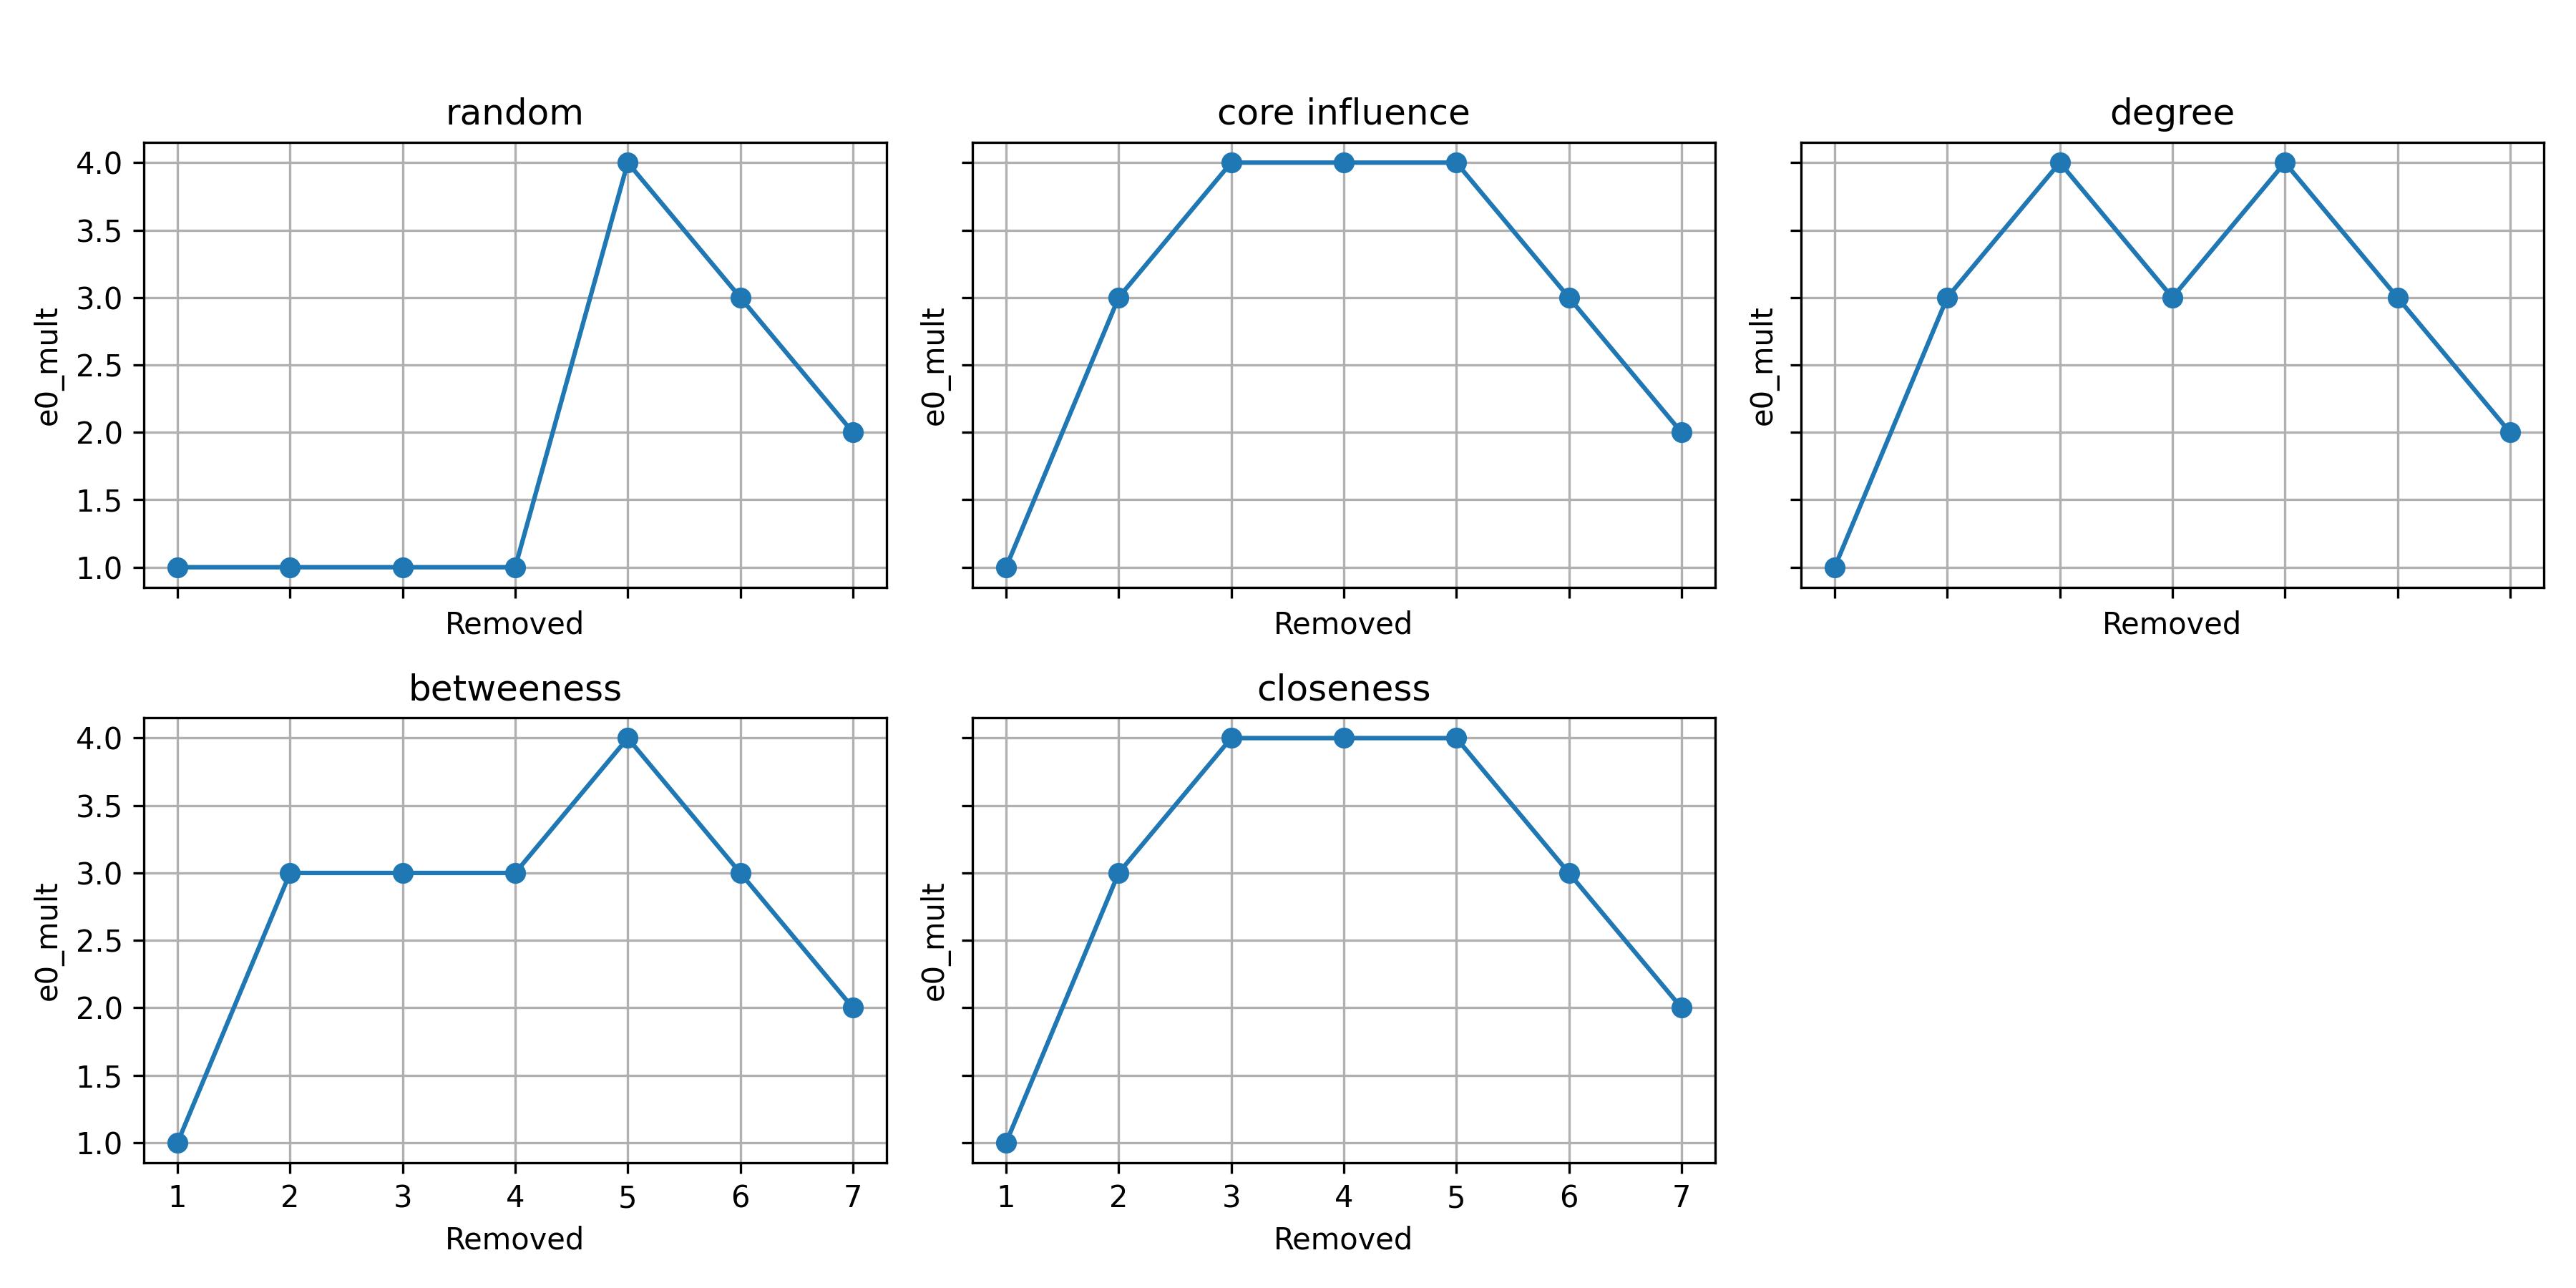 random
core influence
degree
4.0
3.5
3.0
2.5
2.0
1.5
1.0
e0_mult
e0_mult
e0_mult
Removed
Removed
Removed
betweeness
closeness
4.0
3.5
3.0
2.5
2.0
1.5
1.0
e0_mult
e0_mult
1 2 3 4 5 6 7
1 2 3 4 5 6 7
Removed
Removed